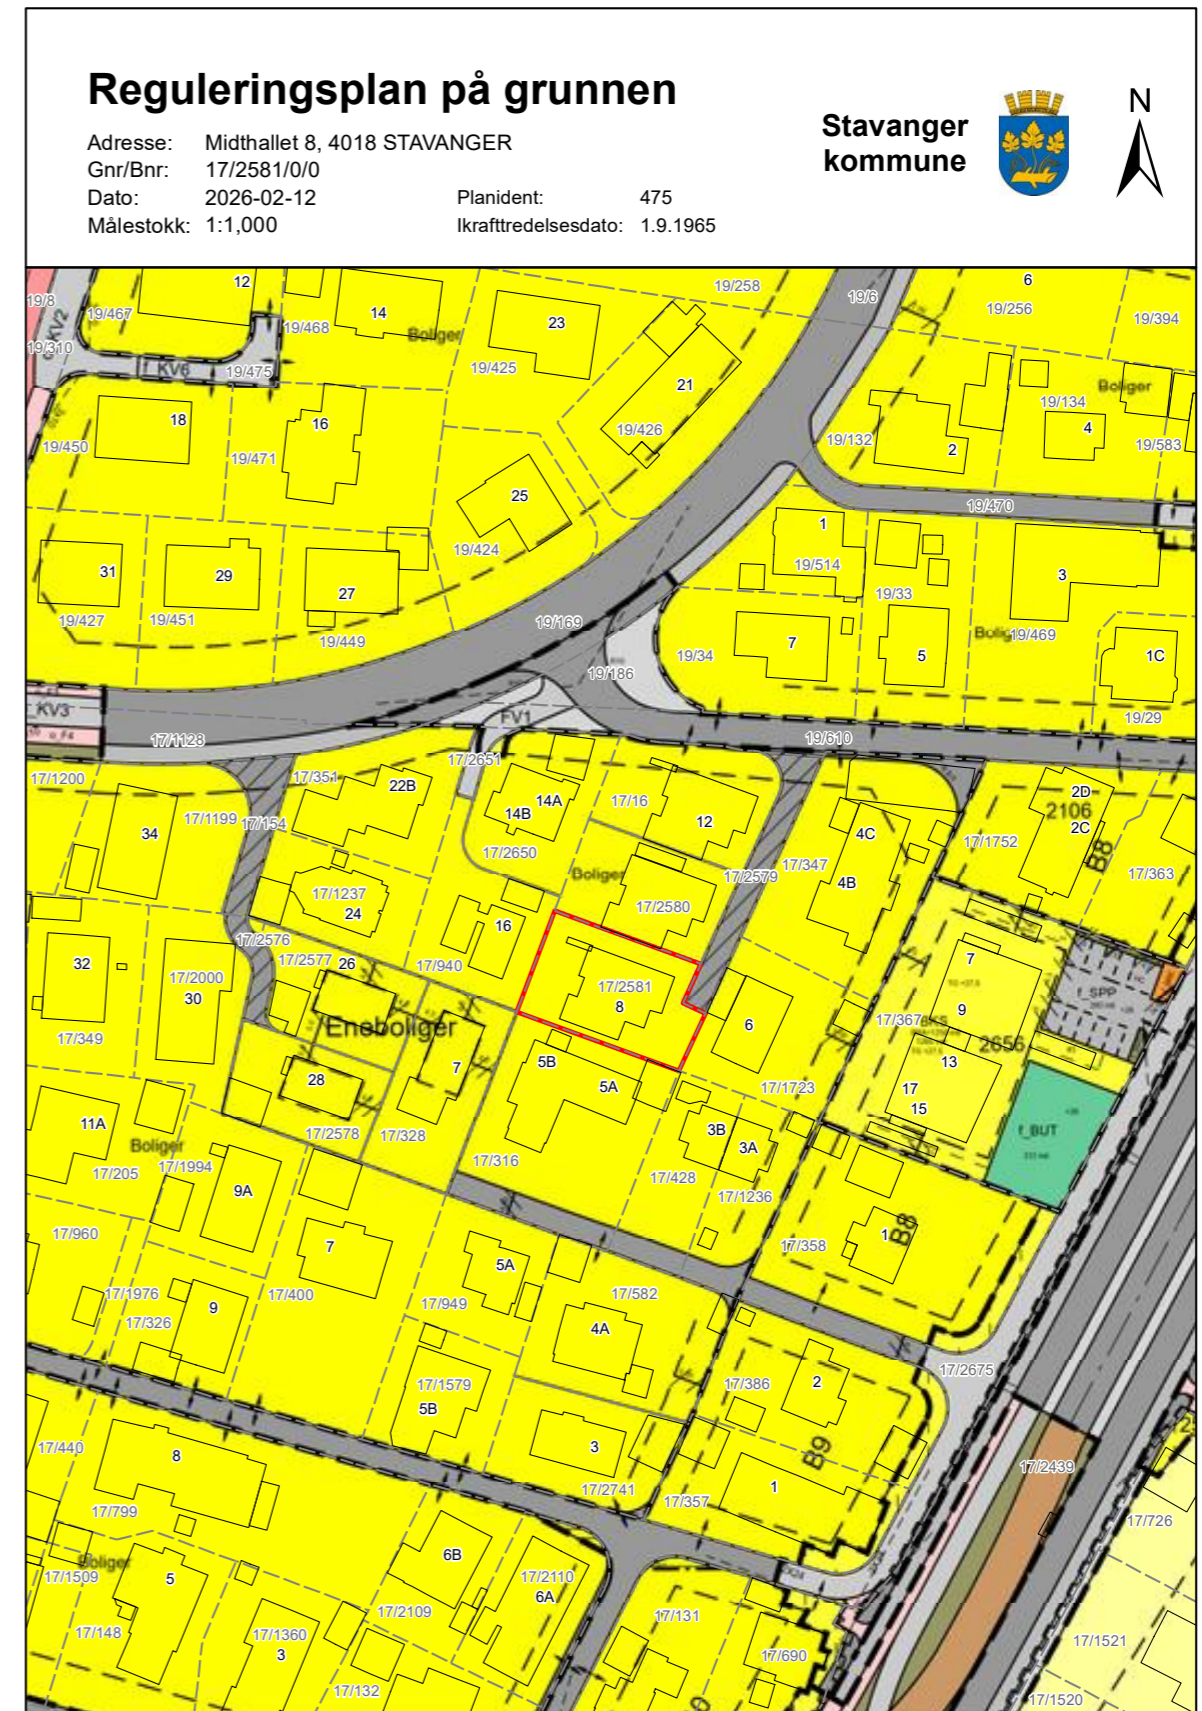 Reguleringsplan på grunnen
Adresse: Midthallet 8, 4018 STAVANGER
Gnr/Bnr: 17/2581/0/0
Dato: 2026-02-12
Planident: 475
Målestokk: 1:1,000
Ikrafttredelsesdato: 1.9.1965
Stavanger
kommune
N
19/8
19/467
12
19/468
14
Boliger
23
19/258
19/6
6
19/256
19/394
19/310
KV2
f_KV6
19/475
19/425
21
Boliger
19/134
4
19/583
18
16
19/450
19/471
19/426
19/132
2
25
19/470
19/424
1
19/514
3
31
29
27
19/33
19/427
19/451
19/449
19/169
19/34
7
5
Boliger
19/469
1C
19/186
_KV3
FV1
19/29
17/1128
19/610
17/1200
17/351
17/2651
22B
14A
14B
17/16
12
2D
2106
2C
34
17/1199
17/154
17/2650
4C
17/1752
B8
17/363
17/347
17/2579
4B
Boliger
17/1237
24
16
17/2580
32
17/2576
17/2577
26
17/940
7
17/2000
30
17/2581
8
f_SPP
9
17/367
BKS
17/349
Eneboliger
6
2656
28
7
5B
5A
13
17
15
17/1723
11A
17/2578
17/328
3B
3A
f_BUT
Boliger
17/205
17/1994
9A
17/316
17/428
17/1236
17/960
7
17/358
1
B8
5A
17/1976
17/326
9
17/400
17/949
17/582
4A
17/2675
17/1579
5B
17/386
2
3
B9
17/440
8
17/2439
17/799
17/2741
17/357
1
17/726
Boliger
17/1509
5
6B
17/2110
6A
17/148
17/1360
3
17/2109
17/131
17/690
17/1521
17/132
17/1520